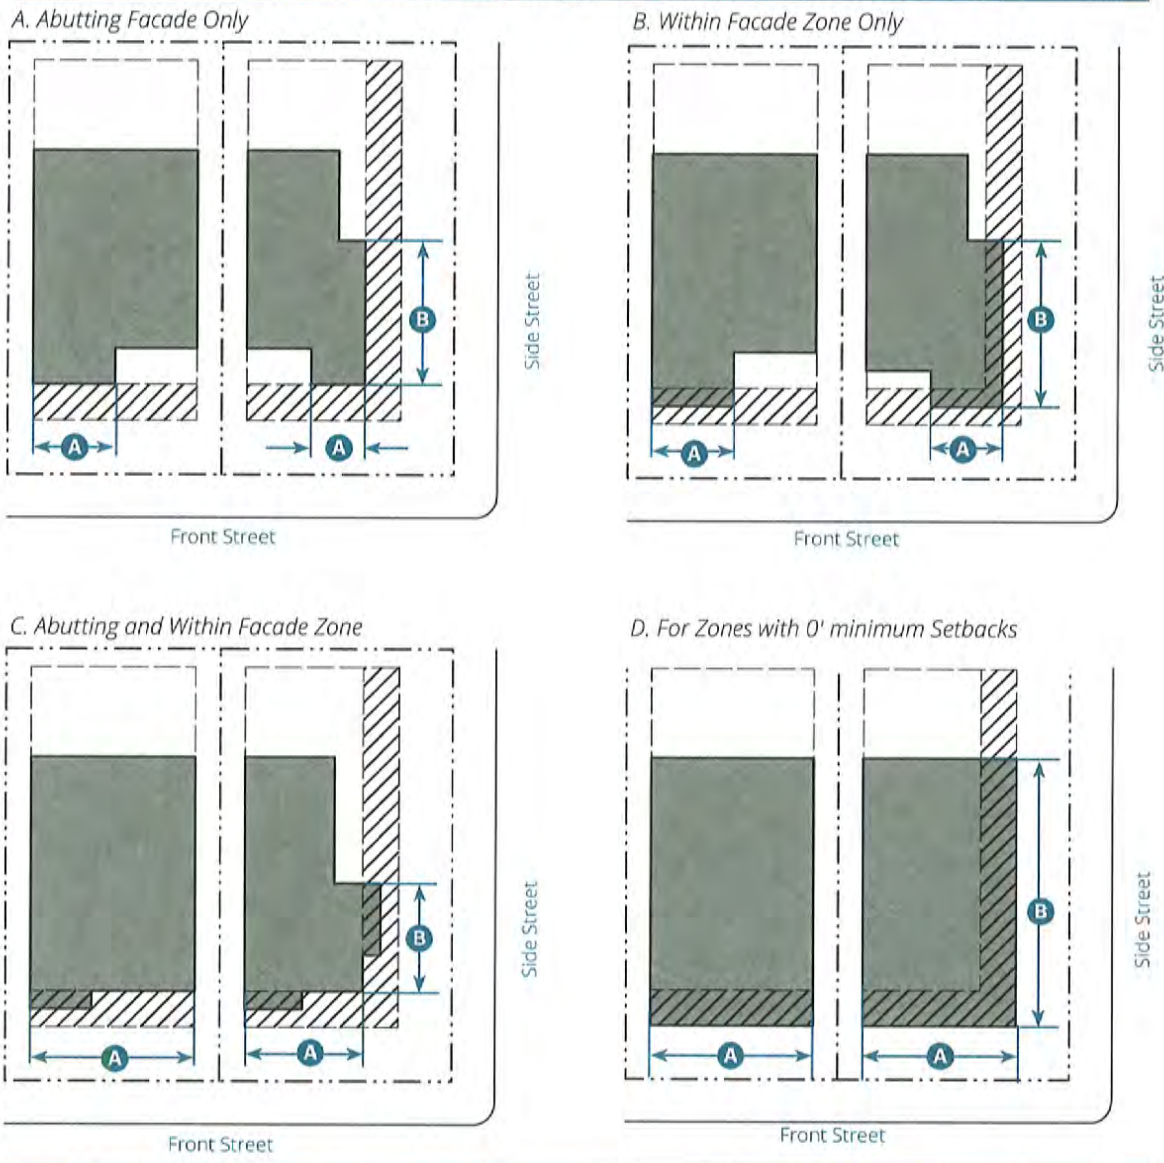 A. Abutting Facade Only
B
Side Street
A
A
Front Street
B. Within Facade Zone Only
B
Side Street
A
A
Front Street
C. Abutting and Within Facade Zone
B
Side Street
A
A
Front Street
D. For Zones with 0' minimum Setbacks
B
Side Street
A
A
Front Street